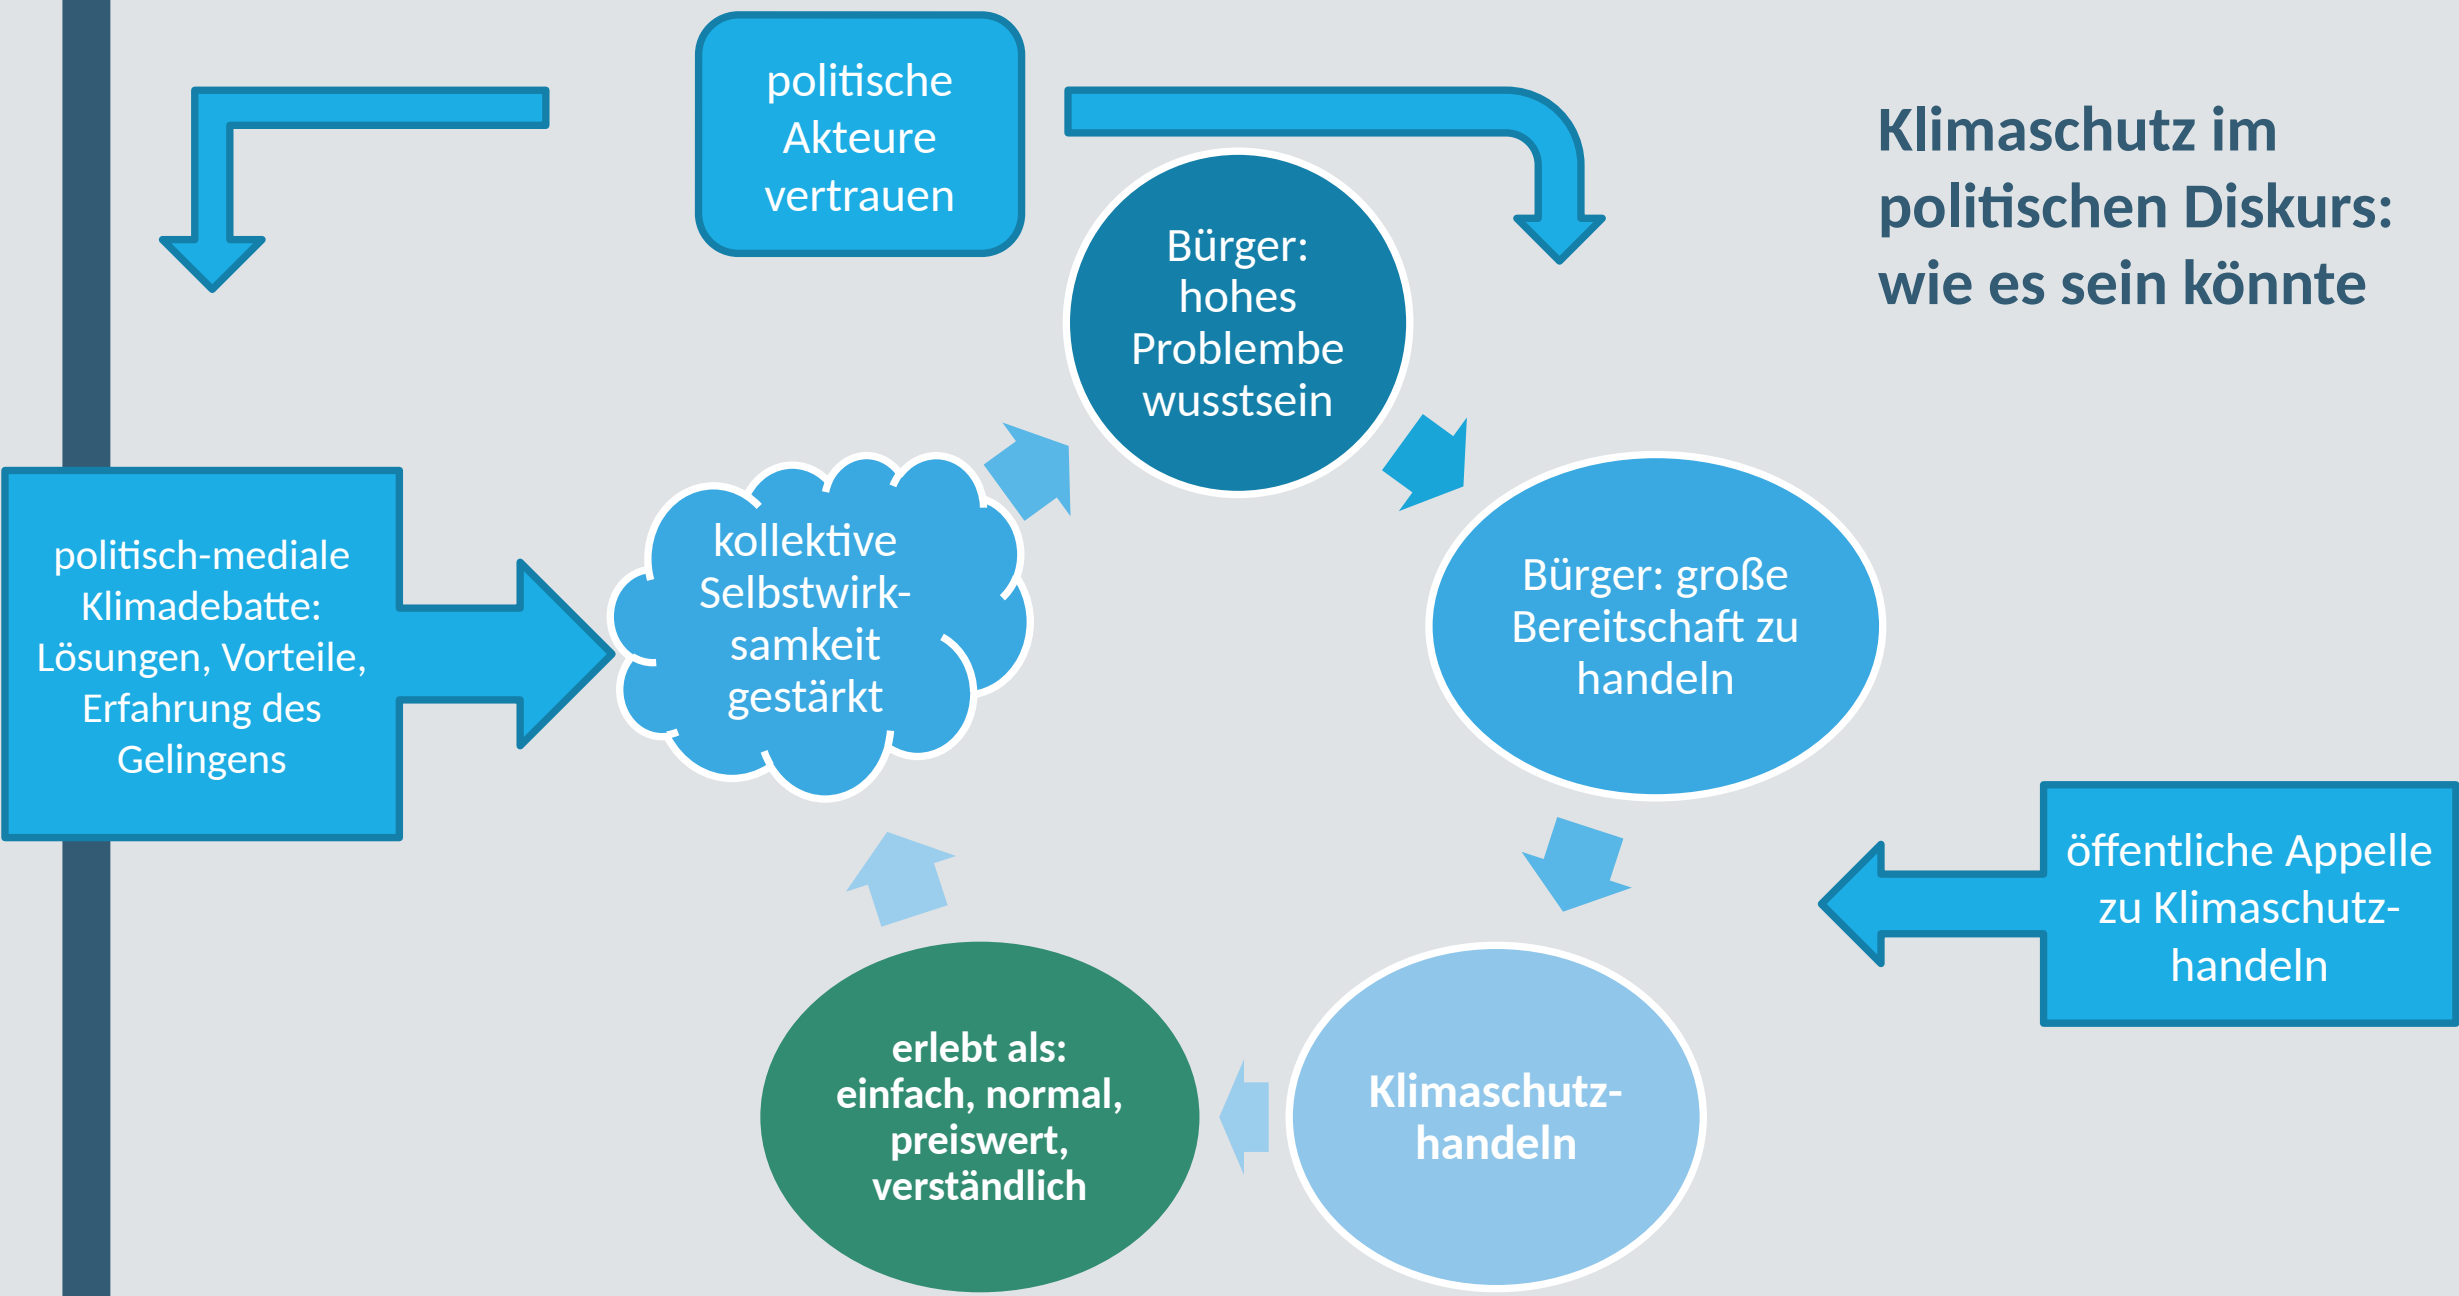 politische
Akteure
vertrauen
Klimaschutz im
politischen Diskurs:
wie es sein könnte
Bürger:
hohes
Problembe
wusstsein
politisch-mediale
Klimadebatte:
Lösungen, Vorteile,
Erfahrung des
Gelingens
kollektive
Selbstwirk-
samkeit
gestärkt
Bürger: große
Bereitschaft zu
handeln
öffentliche Appelle
zu Klimaschutz-
handeln
erlebt als:
einfach, normal,
preiswert,
verständlich
Klimaschutz-
handeln